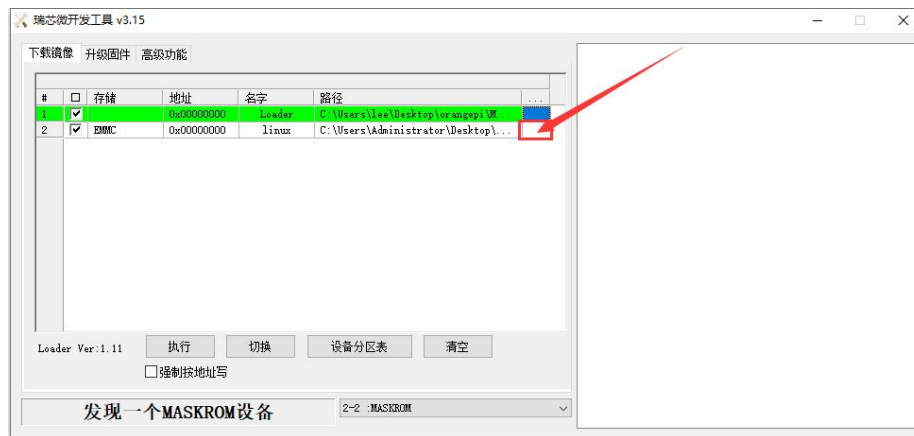 瑞芯微开发工具 v3.15
下载镜像 升级固件 高级功能
# 存储 地址 名字 路径 ...
1 0x00000000 Loader C:\Users\lee\Desktop\orangepi\M...
2 EMMC 0x00000000 linux C:\Users\Administrator\Desktop\...
Loader Ver:1.11 执行 切换 设备分区表 清空
强制按地址写
发现一个MASKROM设备 2-2 :MASKROM